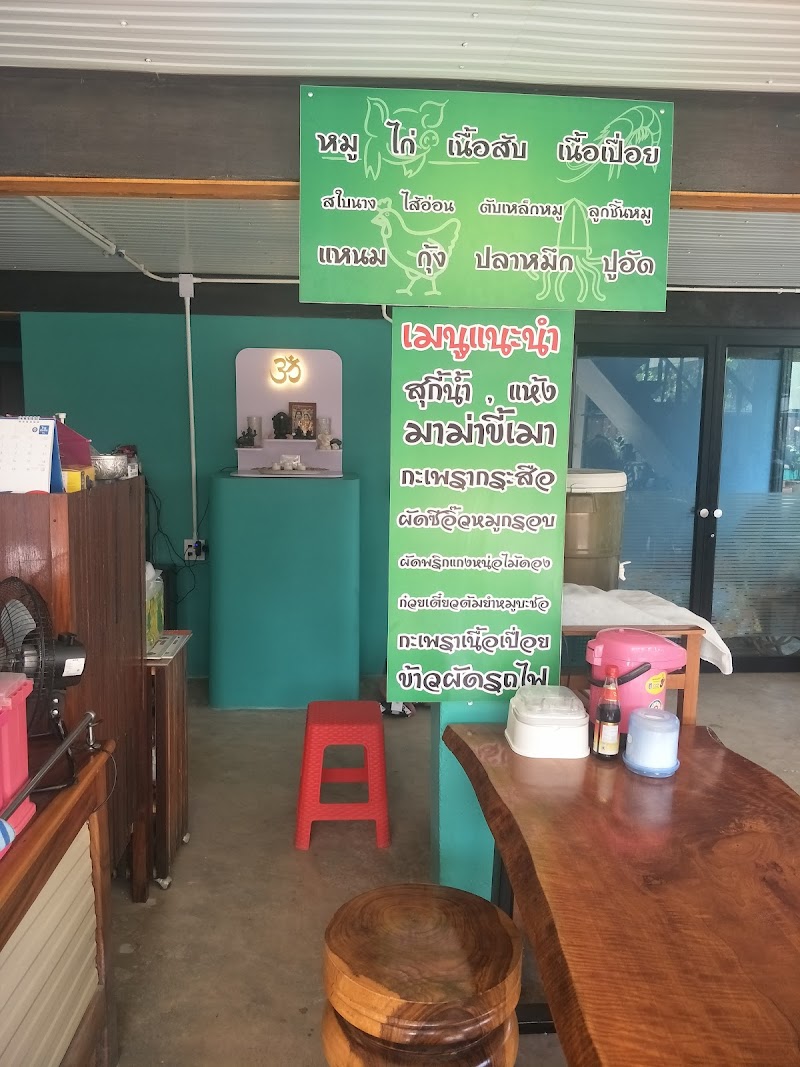 หมู ไก่ เนื้อสับ เนื้อเปื่อย
สไบนาง ไส้อ่อน ตับเหล็กหมู ลูกชิ้นหมู
แหนม กุ้ง ปลาหมึก ปูอัด
เมนูแนะนำ
สุกี้น้ำ , แห้ง
มาม่าขี้เมา
กะเพรากระสือ
ผัดซีอิ๊วหมูกรอบ
ผัดพริกแกงหน่อไม้ดอง
ก๋วยเตี๋ยวต้มยำหมูมะช่อ
กะเพราเนื้อเปื่อย
ข้าวผัดรถไฟ
ॐ